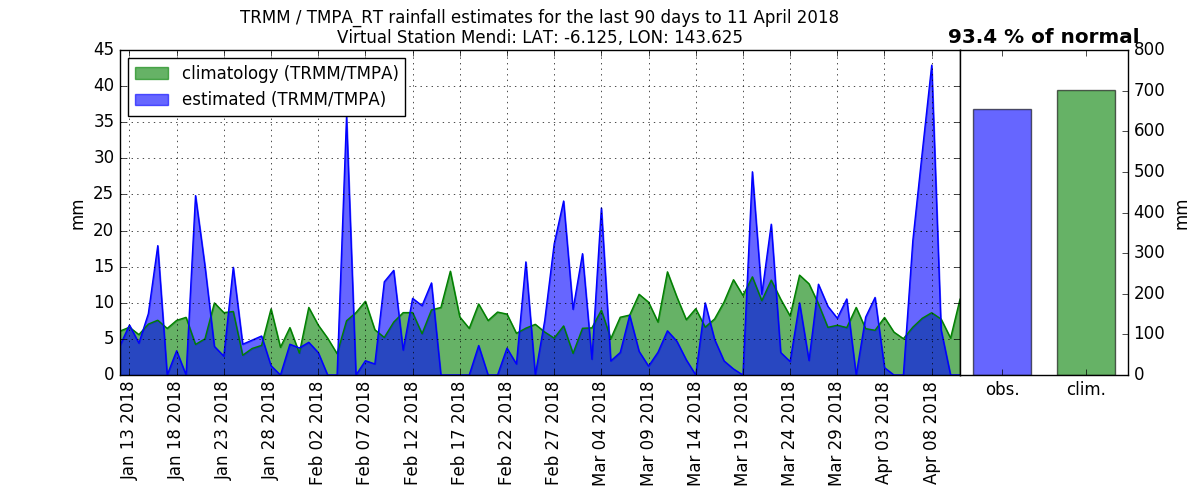 TRMM / TMPA_RT rainfall estimates for the last 90 days to 11 April 2018
Virtual Station Mendi: LAT: -6.125, LON: 143.625
93.4 % of normal
climatology (TRMM/TMPA)
estimated (TRMM/TMPA)
mm
45
40
35
30
25
20
15
10
5
0
Jan 13 2018
Jan 18 2018
Jan 23 2018
Jan 28 2018
Feb 02 2018
Feb 07 2018
Feb 12 2018
Feb 17 2018
Feb 22 2018
Feb 27 2018
Mar 04 2018
Mar 09 2018
Mar 14 2018
Mar 19 2018
Mar 24 2018
Mar 29 2018
Apr 03 2018
Apr 08 2018
800
700
600
500
400
300
200
100
0
mm
obs.
clim.